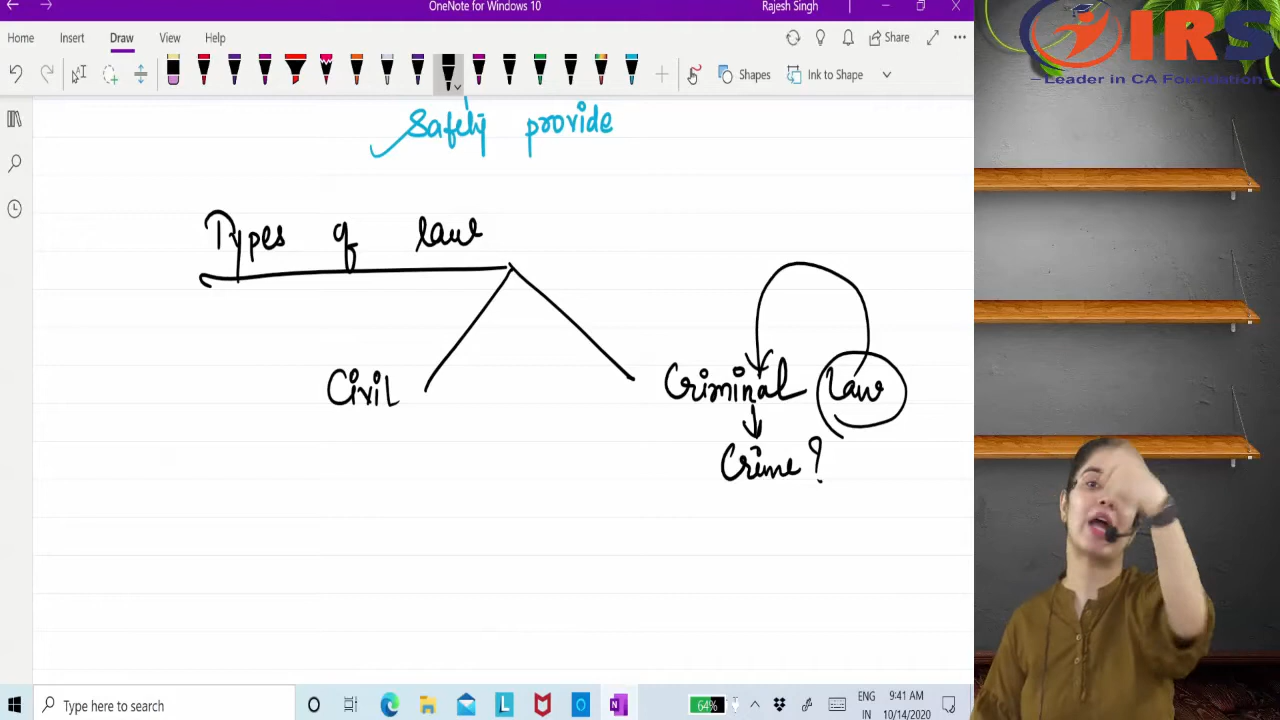 OneNote for Windows 10
Rajesh Singh
IRS
Leader in CA Foundation
Home Insert Draw View Help
Share
Shapes
Ink to Shape
Safety provide
Types of law
Civil
Criminal law
Crime?
Type here to search
64%
ENG
IN
9:41 AM
10/14/2020